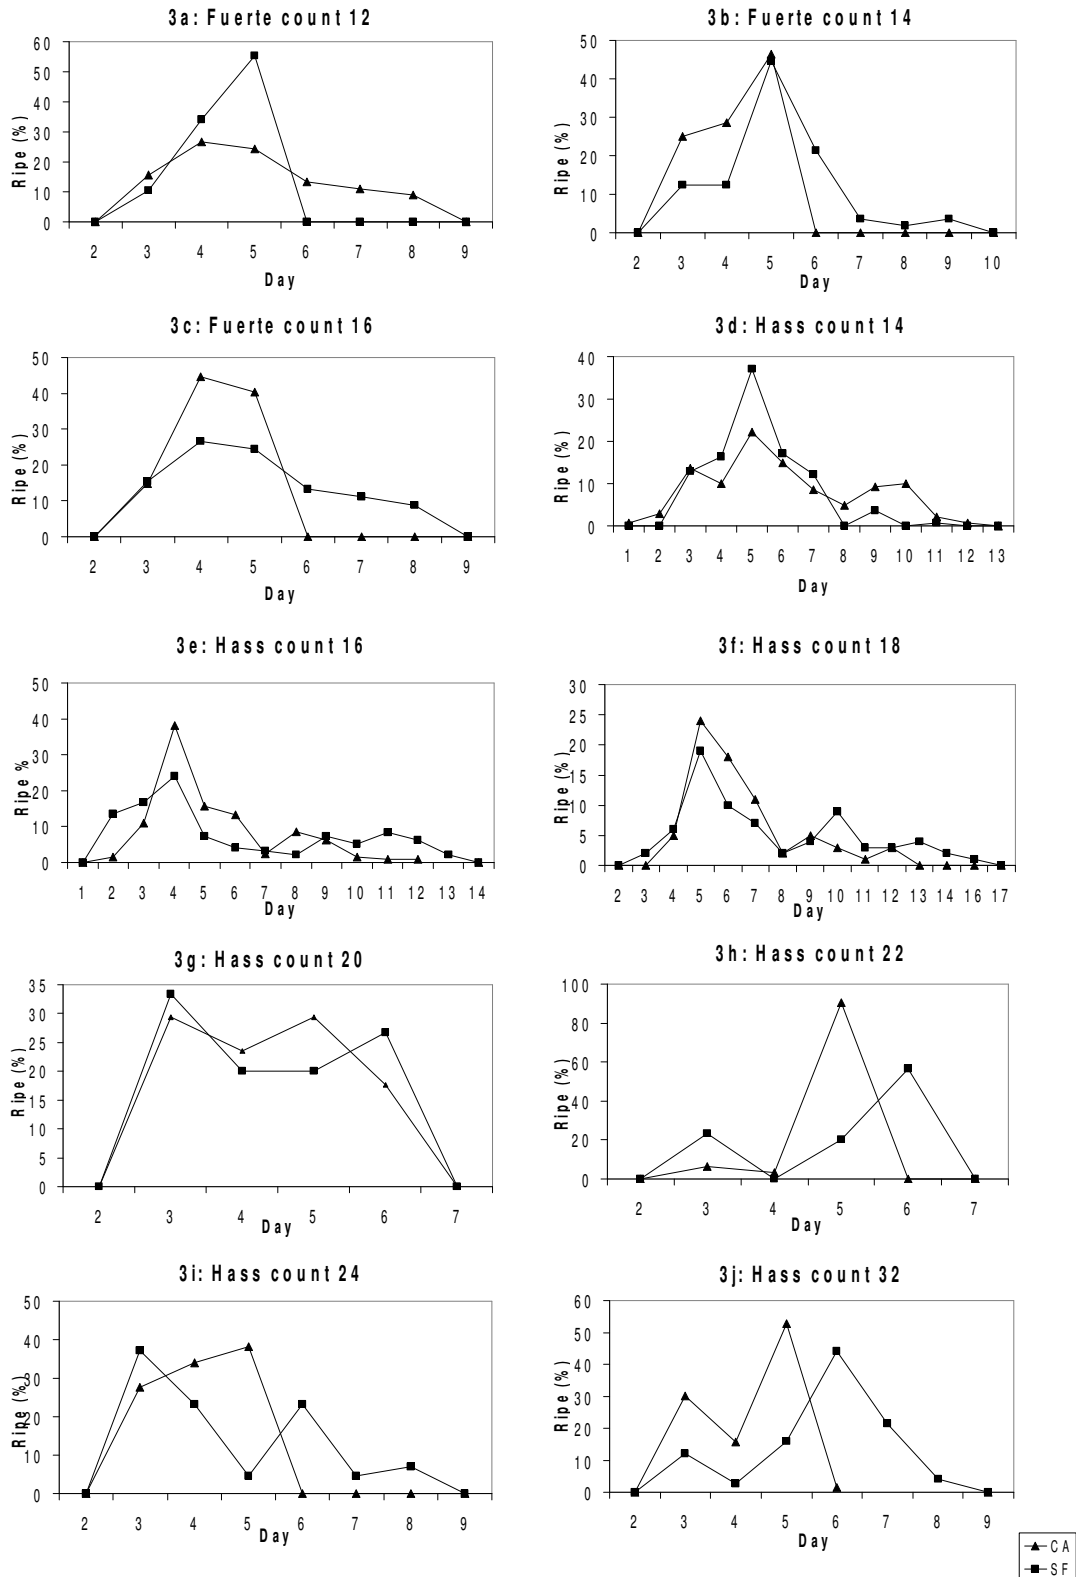 3a: Fuerte count 12
60
50
40
30
20
10
0
Ripe (%)
2 3 4 5 6 7 8 9
Day
3b: Fuerte count 14
50
40
30
20
10
0
Ripe (%)
2 3 4 5 6 7 8 9 10
Day
3c: Fuerte count 16
50
40
30
20
10
0
Ripe (%)
2 3 4 5 6 7 8 9
Day
3d: Hass count 14
40
30
20
10
0
Ripe (%)
1 2 3 4 5 6 7 8 9 10 11 12 13
Day
3e: Hass count 16
50
40
30
20
10
0
Ripe %
1 2 3 4 5 6 7 8 9 10 11 12 13 14
Day
3f: Hass count 18
30
25
20
15
10
5
0
Ripe (%)
2 3 4 5 6 7 8 9 10 11 12 13 14 16 17
Day
3g: Hass count 20
35
30
25
20
15
10
5
0
Ripe (%)
2 3 4 5 6 7
Day
3h: Hass count 22
100
80
60
40
20
0
Ripe (%)
2 3 4 5 6 7
Day
3i: Hass count 24
50
40
30
20
10
0
Ripe (%)
2 3 4 5 6 7 8 9
Day
3j: Hass count 32
60
50
40
30
20
10
0
Ripe (%)
2 3 4 5 6 7 8 9
Day
CA
SF